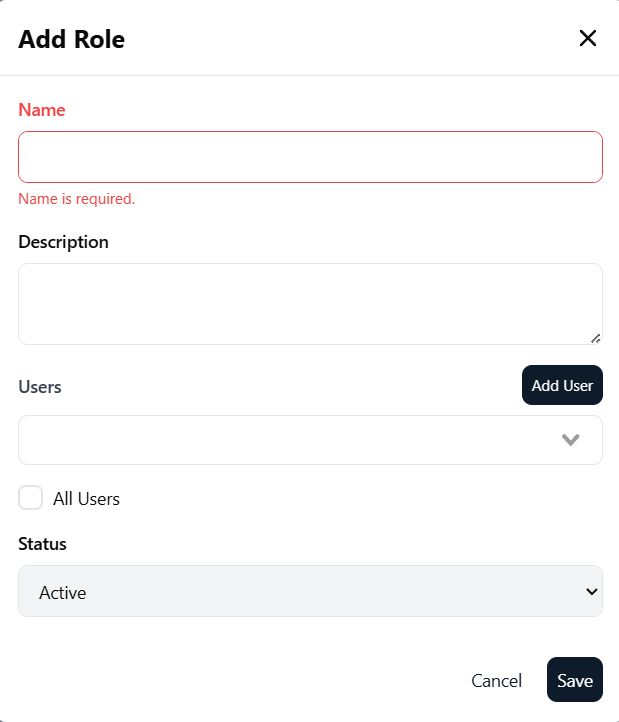 Add Role
Name
Name is required.
Description
Users
Add User
All Users
Status
Active
Cancel
Save